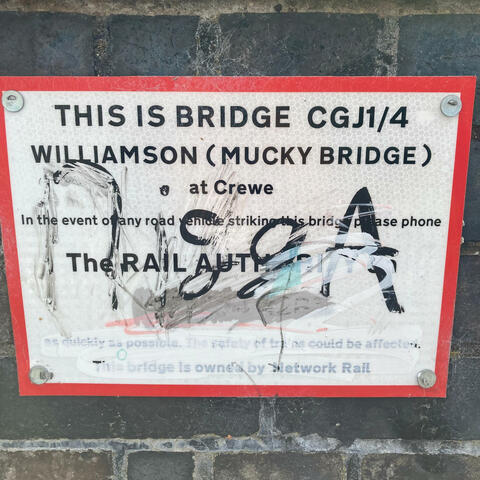 THIS IS BRIDGE CGJ1/4
WILLIAMSON (MUCKY BRIDGE)
at Crewe
In the event of any road vehicle striking this bridge please phone
The RAIL AUTHORITY
as quickly as possible. The safety of trains could be affected.
This bridge is owned by Network Rail